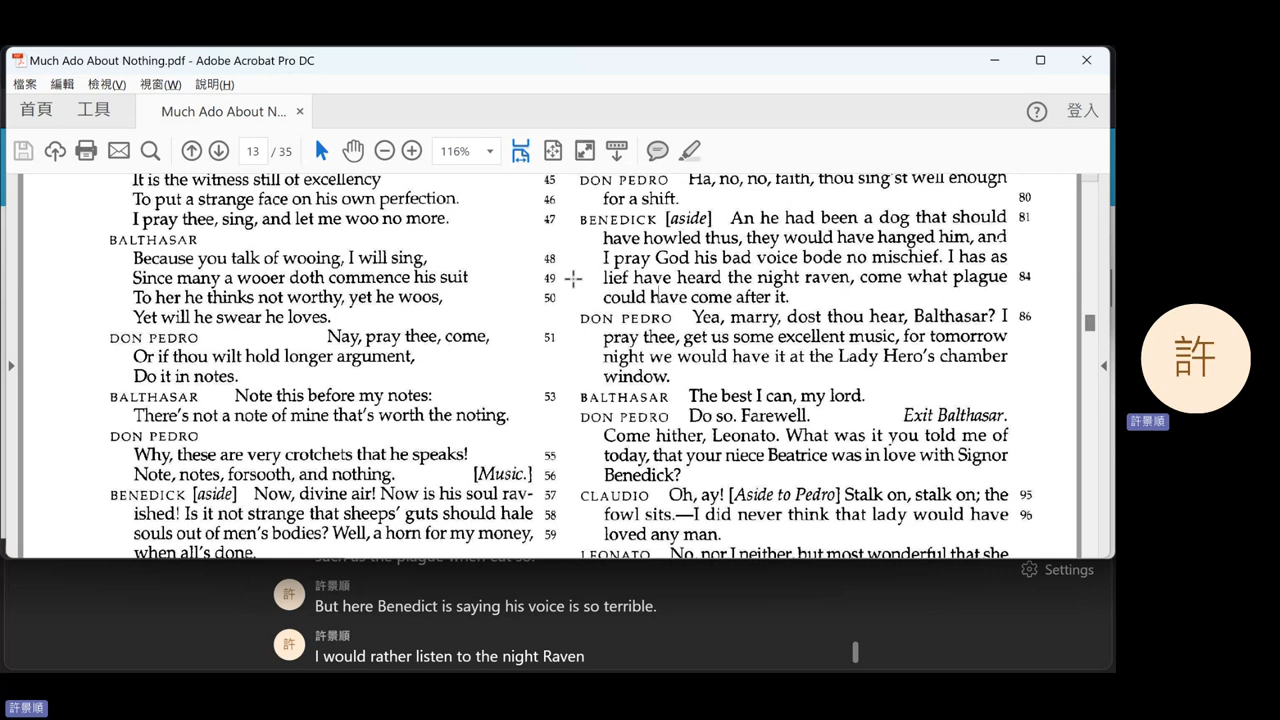 Much Ado About Nothing.pdf - Adobe Acrobat Pro DC
檔案 編輯 檢視(V) 視窗(W) 說明(H)
首頁 工具 Much Ado About N... × ? 登入
13 / 35 116%
It is the witness still of excellency 45
To put a strange face on his own perfection. 46
I pray thee, sing, and let me woo no more. 47
BALTHASAR
Because you talk of wooing, I will sing, 48
Since many a wooer doth commence his suit 49
To her he thinks not worthy, yet he woos, 50
Yet will he swear he loves.
DON PEDRO Nay, pray thee, come, 51
Or if thou wilt hold longer argument,
Do it in notes.
BALTHASAR Note this before my notes: 53
There's not a note of mine that's worth the noting.
DON PEDRO
Why, these are very crotchets that he speaks! 55
Note, notes, forsooth, and nothing. [Music.] 56
BENEDICK [aside] Now, divine air! Now is his soul rav- 57
ished! Is it not strange that sheeps' guts should hale 58
souls out of men's bodies? Well, a horn for my money, 59
when all's done.
DON PEDRO Ha, no, no, faith, thou sing'st well enough
for a shift. 80
BENEDICK [aside] An he had been a dog that should 81
have howled thus, they would have hanged him, and
I pray God his bad voice bode no mischief. I has as
lief have heard the night raven, come what plague 84
could have come after it.
DON PEDRO Yea, marry, dost thou hear, Balthasar? I 86
pray thee, get us some excellent music, for tomorrow
night we would have it at the Lady Hero's chamber
window.
BALTHASAR The best I can, my lord.
DON PEDRO Do so. Farewell. Exit Balthasar.
Come hither, Leonato. What was it you told me of
today, that your niece Beatrice was in love with Signor
Benedick?
CLAUDIO Oh, ay! [Aside to Pedro] Stalk on, stalk on; the 95
fowl sits.—I did never think that lady would have 96
loved any man.
LEONATO No, nor I neither, but most wonderful that she
Settings
許景順
But here Benedict is saying his voice is so terrible.
許景順
I would rather listen to the night Raven
許
許
許
許景順
許景順